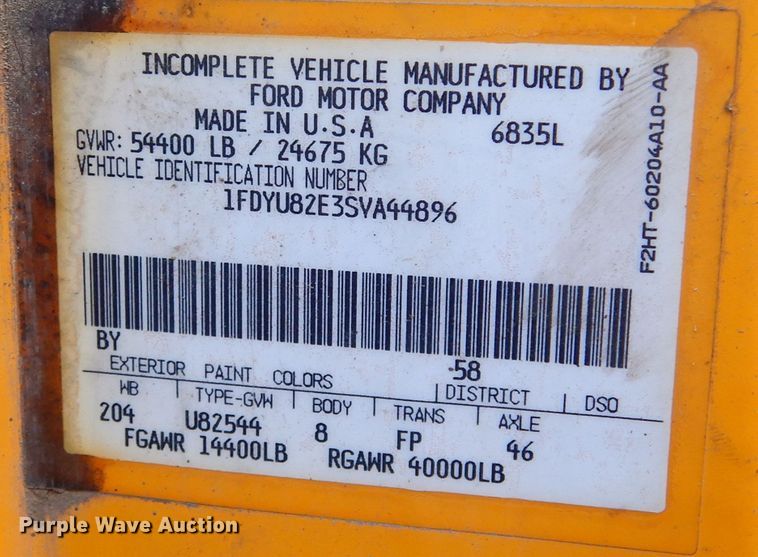 INCOMPLETE VEHICLE MANUFACTURED BY
FORD MOTOR COMPANY
MADE IN U.S.A 6835L
GVWR: 54400 LB / 24675 KG
VEHICLE IDENTIFICATION NUMBER
1FDYU82E3SVA44896
F2HT-60204A10-AA
BY 58
EXTERIOR PAINT COLORS DISTRICT DSO
WB TYPE-GVW BODY TRANS AXLE
204 U82544 8 FP 46
FGAWR 14400LB RGAWR 40000LB
Purple Wave Auction